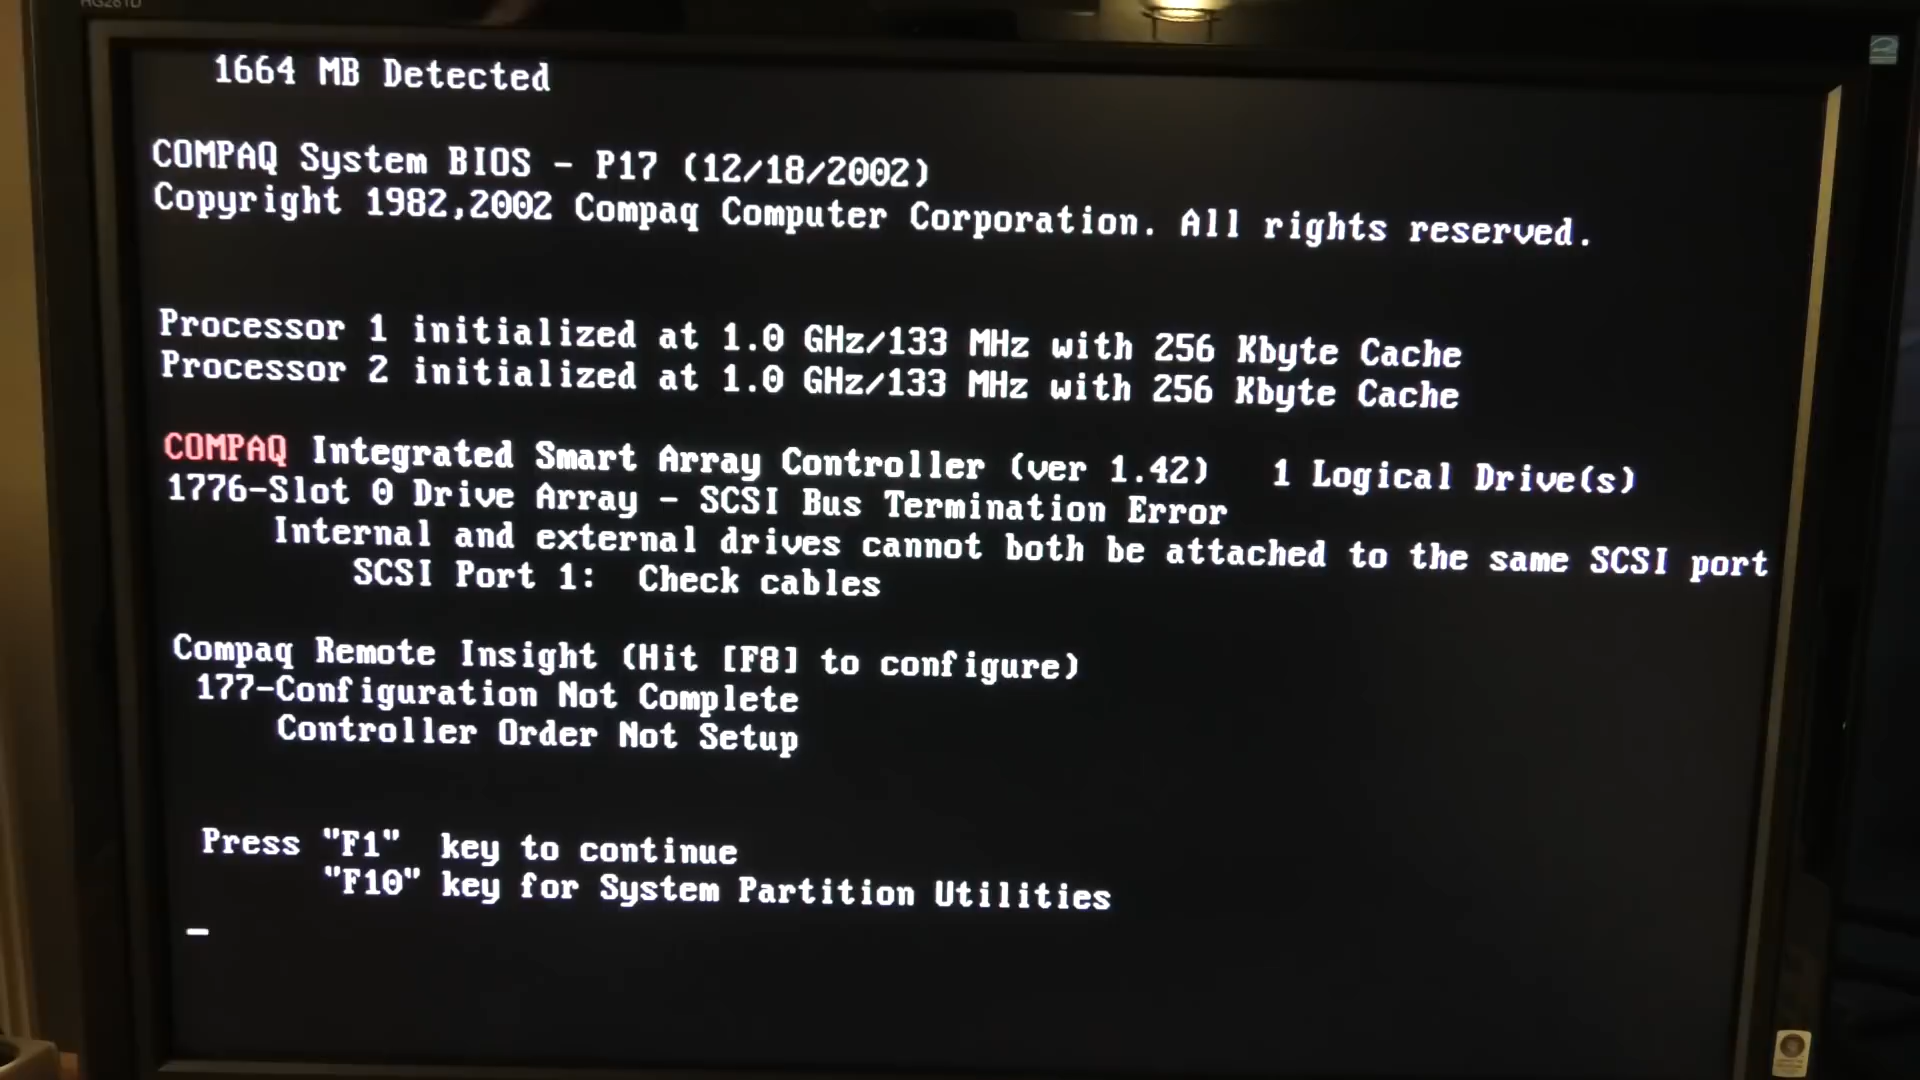 HG281D
1664 MB Detected
COMPAQ System BIOS - P17 (12/18/2002)
Copyright 1982,2002 Compaq Computer Corporation. All rights reserved.
Processor 1 initialized at 1.0 GHz/133 MHz with 256 Kbyte Cache
Processor 2 initialized at 1.0 GHz/133 MHz with 256 Kbyte Cache
COMPAQ Integrated Smart Array Controller (ver 1.42) 1 Logical Drive(s)
1776-Slot 0 Drive Array - SCSI Bus Termination Error
Internal and external drives cannot both be attached to the same SCSI port
SCSI Port 1: Check cables
Compaq Remote Insight (Hit [F8] to configure)
177-Configuration Not Complete
Controller Order Not Setup
Press "F1" key to continue
"F10" key for System Partition Utilities